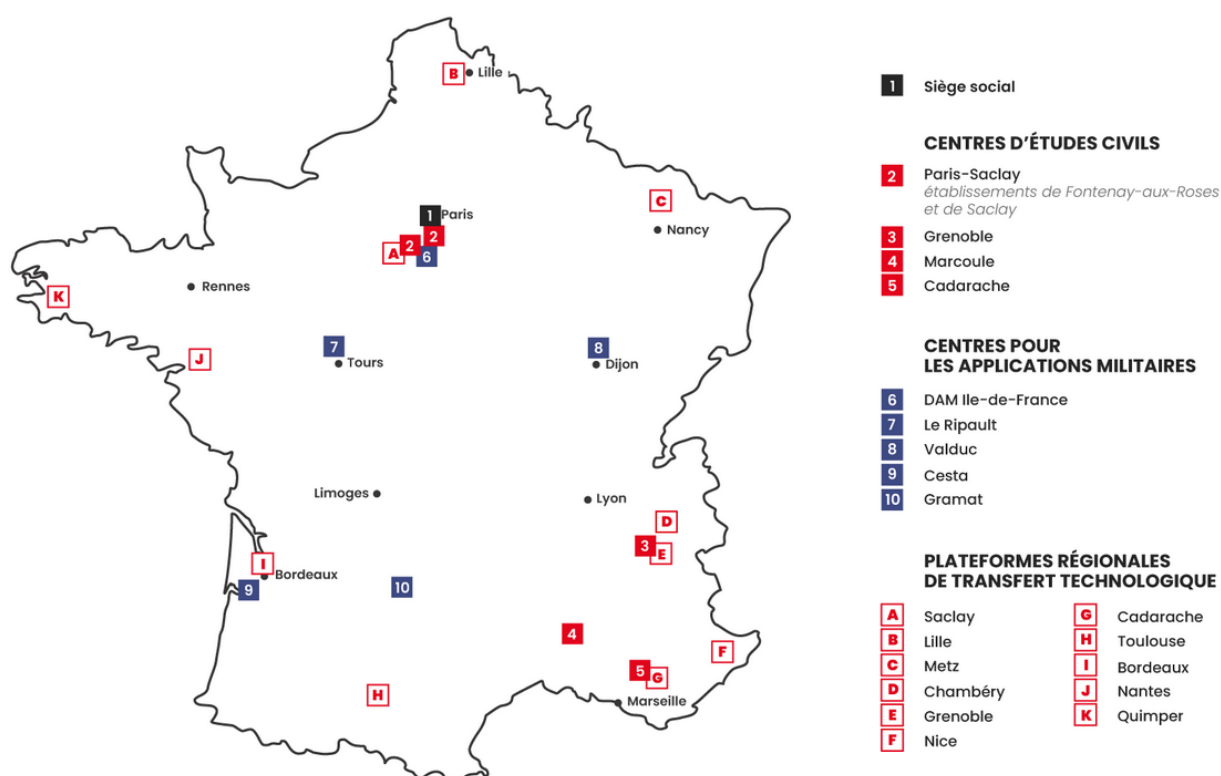 B Lille
C
Nancy
1 Paris
2 2
A 6
K
Rennes
J
7
Tours
8
Dijon
Limoges
Lyon
D
3 E
I
Bordeaux
9
10
4
F
5 G
H
Marseille
1 Siège social
CENTRES D’ÉTUDES CIVILS
2 Paris-Saclay
établissements de Fontenay-aux-Roses
et de Saclay
3 Grenoble
4 Marcoule
5 Cadarache
CENTRES POUR
LES APPLICATIONS MILITAIRES
6 DAM Ile-de-France
7 Le Ripault
8 Valduc
9 Cesta
10 Gramat
PLATEFORMES RÉGIONALES
DE TRANSFERT TECHNOLOGIQUE
A Saclay
B Lille
C Metz
D Chambéry
E Grenoble
F Nice
G Cadarache
H Toulouse
I Bordeaux
J Nantes
K Quimper